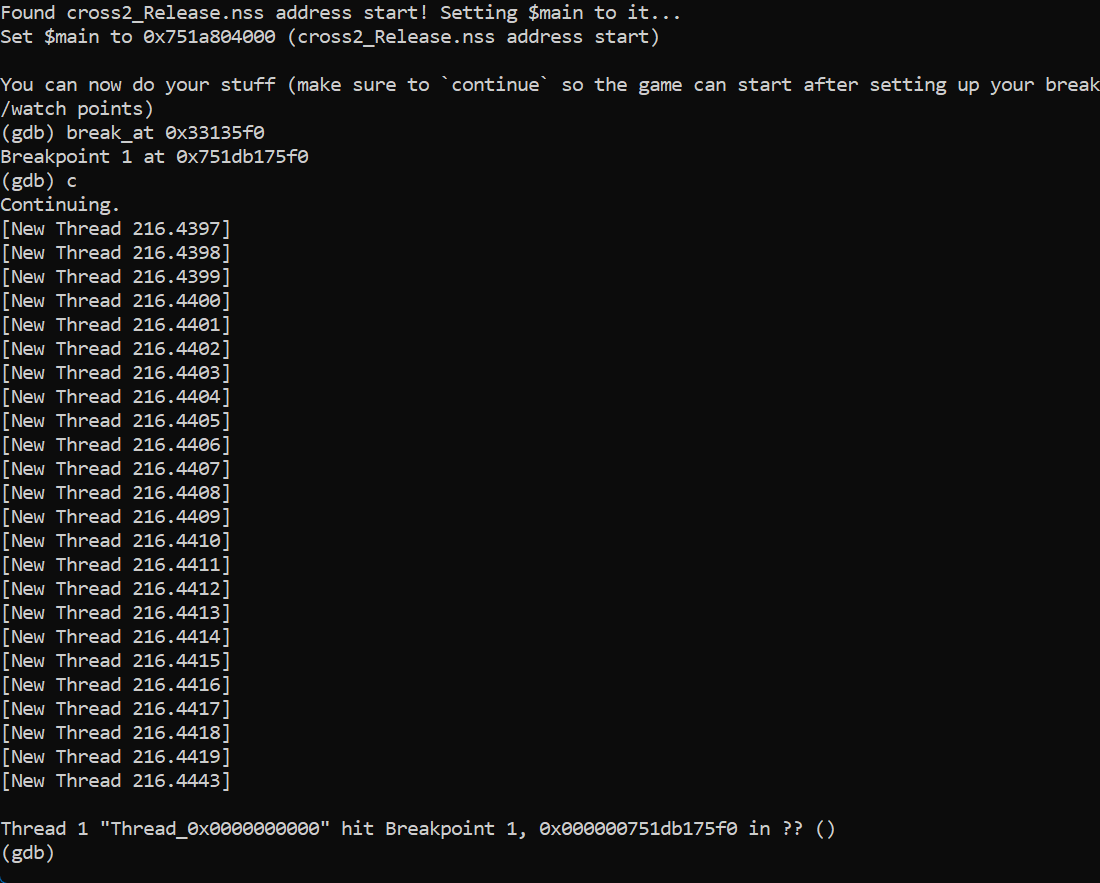 Found cross2_Release.nss address start! Setting $main to it...
Set $main to 0x751a804000 (cross2_Release.nss address start)
You can now do your stuff (make sure to `continue` so the game can start after setting up your break
/watch points)
(gdb) break_at 0x33135f0
Breakpoint 1 at 0x751db175f0
(gdb) c
Continuing.
[New Thread 216.4397]
[New Thread 216.4398]
[New Thread 216.4399]
[New Thread 216.4400]
[New Thread 216.4401]
[New Thread 216.4402]
[New Thread 216.4403]
[New Thread 216.4404]
[New Thread 216.4405]
[New Thread 216.4406]
[New Thread 216.4407]
[New Thread 216.4408]
[New Thread 216.4409]
[New Thread 216.4410]
[New Thread 216.4411]
[New Thread 216.4412]
[New Thread 216.4413]
[New Thread 216.4414]
[New Thread 216.4415]
[New Thread 216.4416]
[New Thread 216.4417]
[New Thread 216.4418]
[New Thread 216.4419]
[New Thread 216.4443]
Thread 1 "Thread_0x0000000000" hit Breakpoint 1, 0x000000751db175f0 in ?? ()
(gdb)